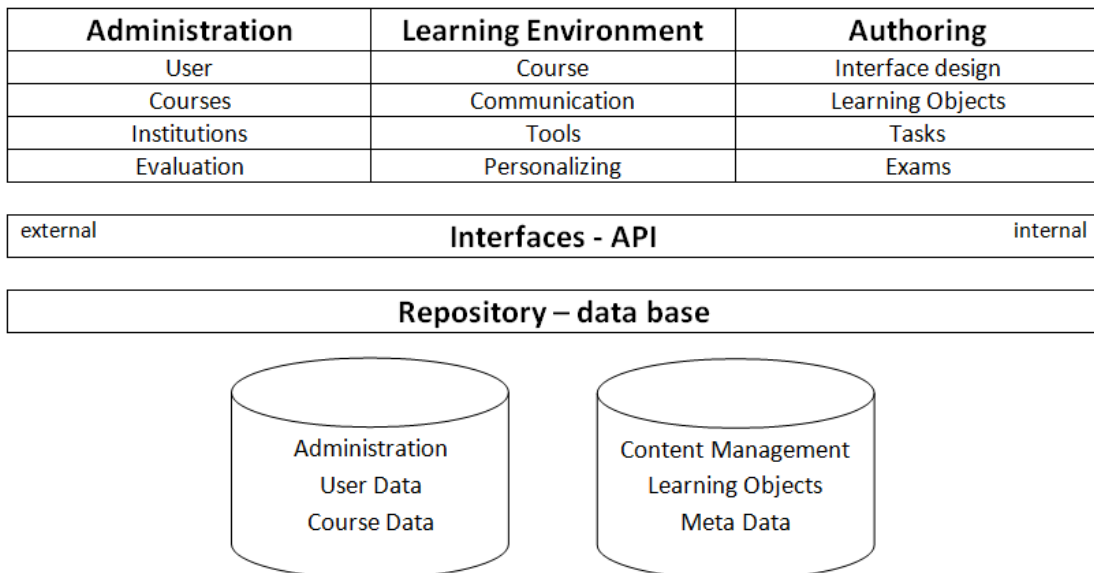 Administration Learning Environment Authoring
User Course Interface design
Courses Communication Learning Objects
Institutions Tools Tasks
Evaluation Personalizing Exams
external Interfaces - API internal
Repository – data base
Administration
User Data
Course Data
Content Management
Learning Objects
Meta Data